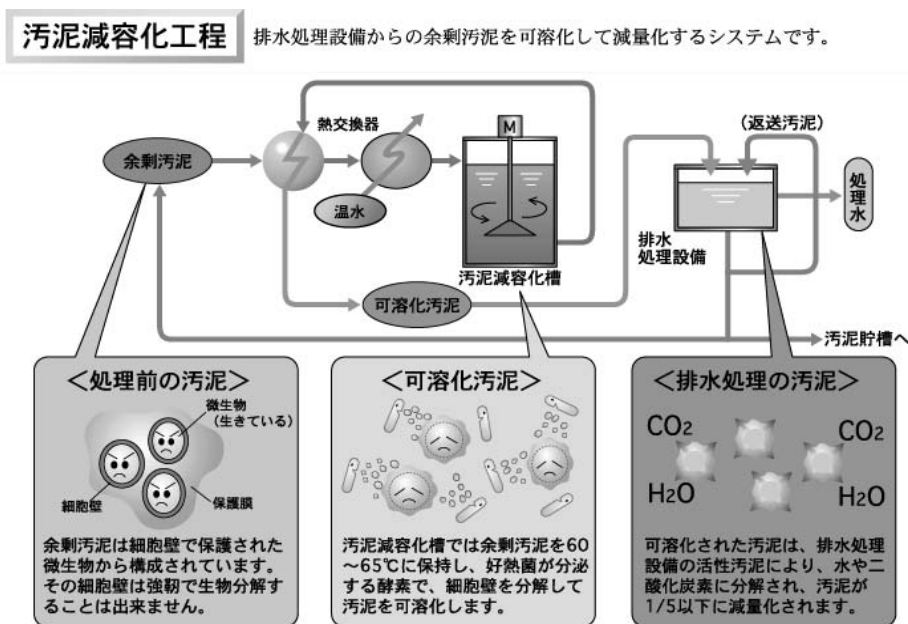 汚泥減容化工程
排水処理設備からの余剰汚泥を可溶化して減量化するシステムです。
余剰汚泥
熱交換器
温水
M
汚泥減容化槽
可溶化汚泥
(返送汚泥)
排水
処理設備
処理水
汚泥貯槽へ
<処理前の汚泥>
微生物
(生きている)
細胞壁
保護膜
余剰汚泥は細胞壁で保護された
微生物から構成されています。
その細胞壁は強靭で生物分解す
ることは出来ません。
<可溶化汚泥>
汚泥減容化槽では余剰汚泥を60
～65℃に保持し、好熱菌が分泌
する酵素で、細胞壁を分解して
汚泥を可溶化します。
<排水処理の汚泥>
CO2
CO2
H2O
H2O
可溶化された汚泥は、排水処理
設備の活性汚泥により、水や二
酸化炭素に分解され、汚泥が
1/5以下に減量化されます。